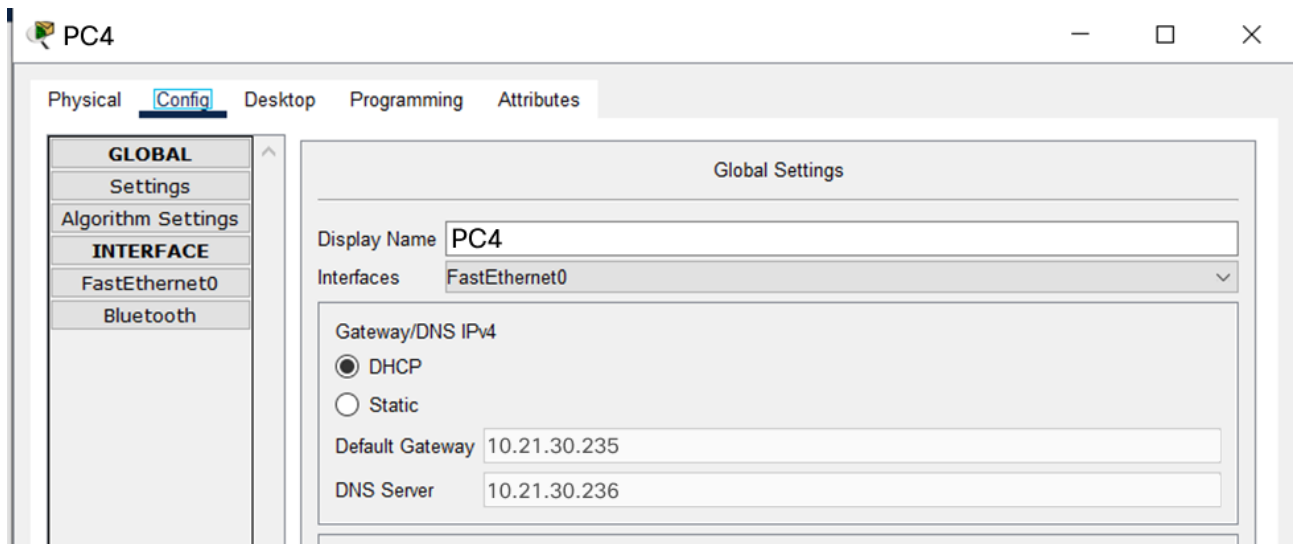 PC4
Physical Config Desktop Programming Attributes
GLOBAL
Settings
Algorithm Settings
INTERFACE
FastEthernet0
Bluetooth
Global Settings
Display Name PC4
Interfaces FastEthernet0
Gateway/DNS IPv4
DHCP
Static
Default Gateway 10.21.30.235
DNS Server 10.21.30.236